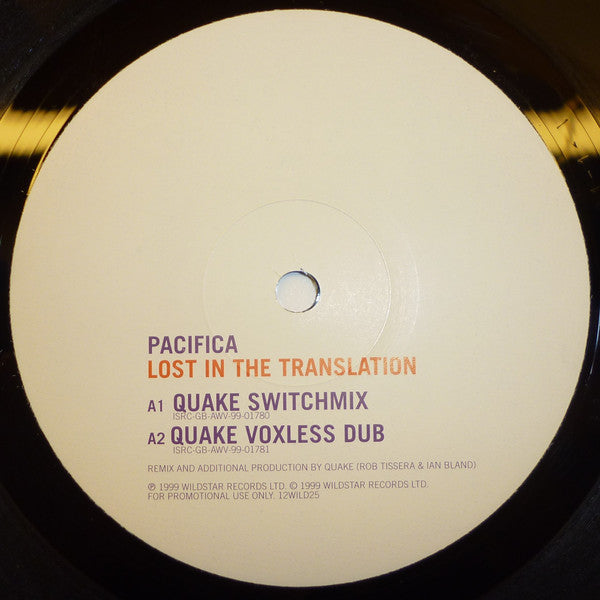 PACIFICA
LOST IN THE TRANSLATION
A1 QUAKE SWITCHMIX
ISRC-GB-AWV-99-01780
A2 QUAKE VOXLESS DUB
ISRC-GB-AWV-99-01781
REMIX AND ADDITIONAL PRODUCTION BY QUAKE (ROB TISSERA & IAN BLAND)
℗ 1999 WILDSTAR RECORDS LTD. © 1999 WILDSTAR RECORDS LTD.
FOR PROMOTIONAL USE ONLY. 12WILD25